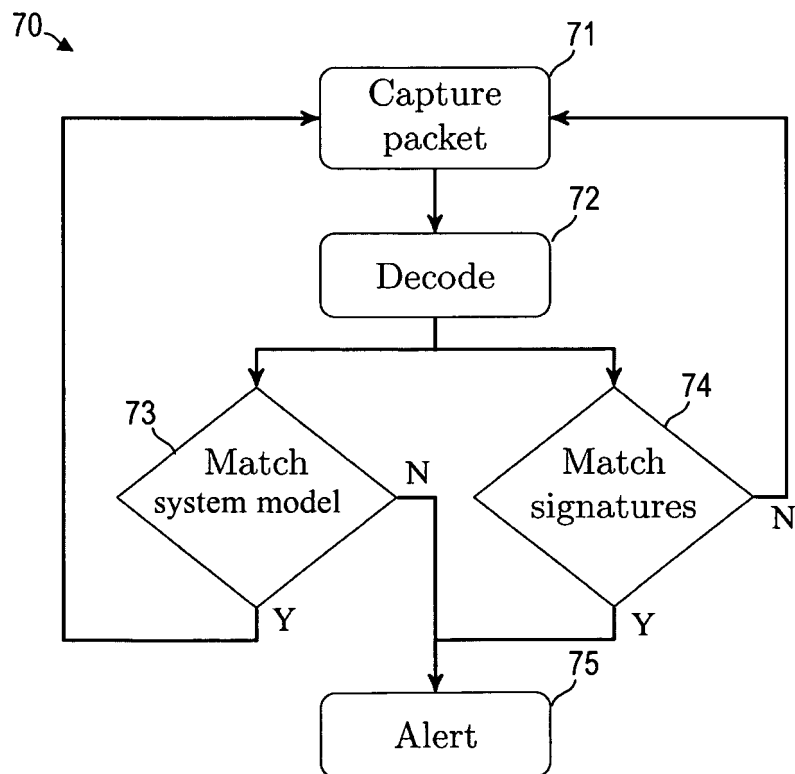 70
71
Capture
packet
72
Decode
73
74
Match
system model
N
Match
signatures
N
Y
Y
75
Alert